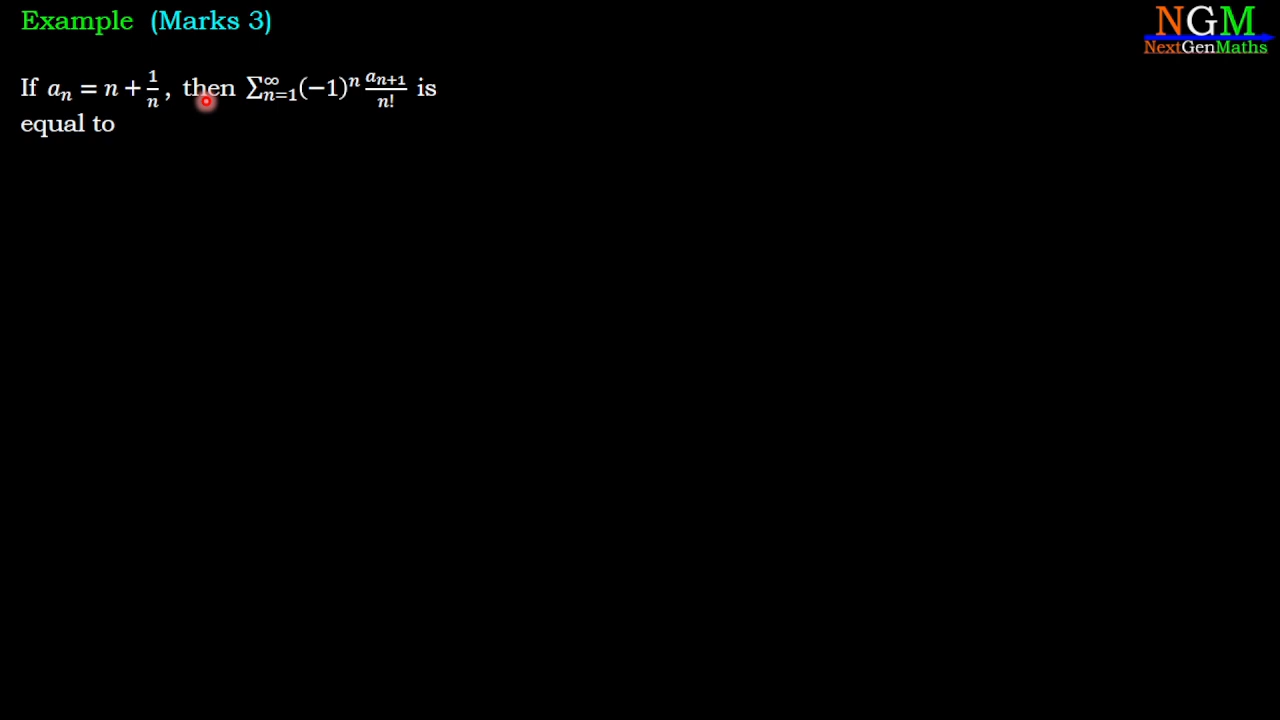 Example (Marks 3)
NGM
NextGenMaths
If aₙ = n + 1/n, then ∑ₙ₌₁^∞ (−1)ⁿ aₙ₊₁/n! is
equal to